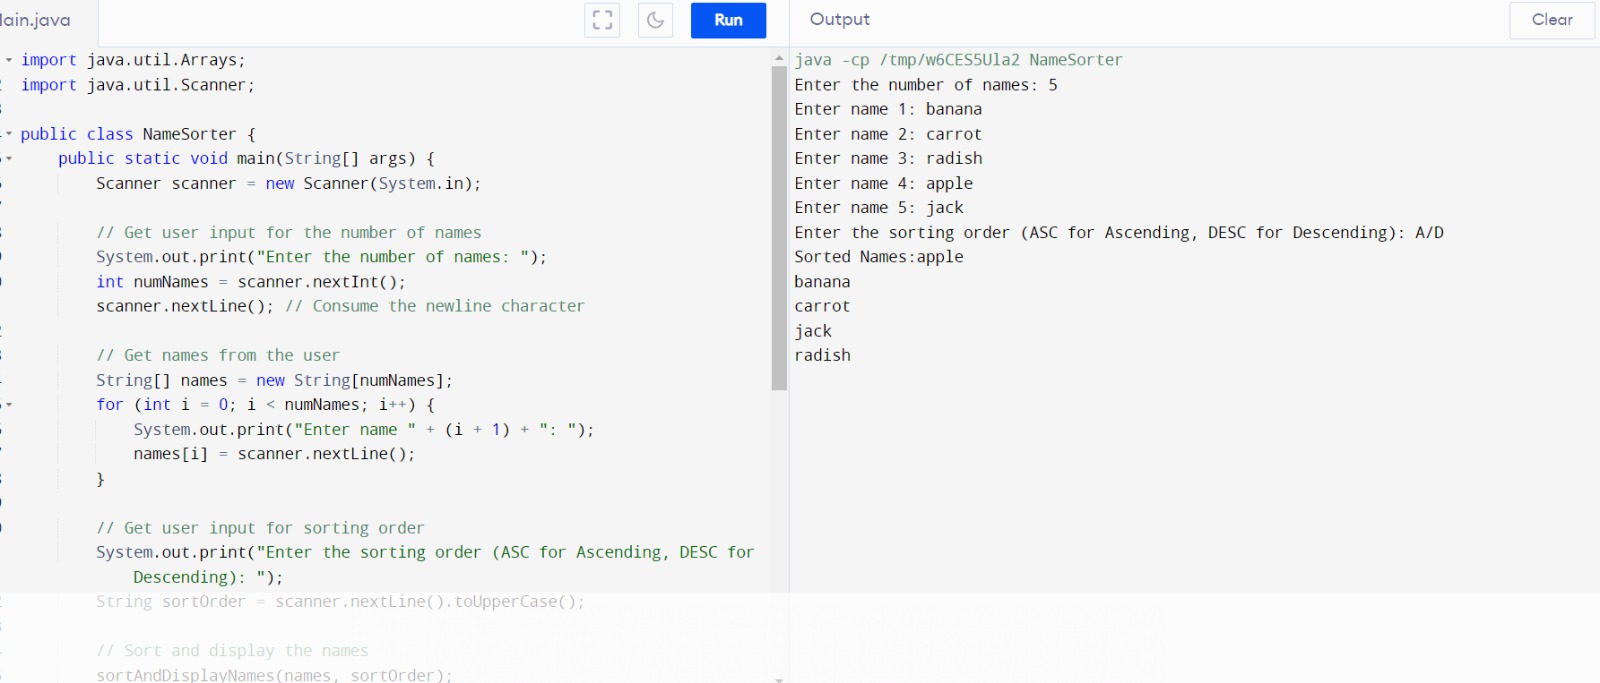 ain.java
Run
import java.util.Arrays;
import java.util.Scanner;
public class NameSorter {
public static void main(String[] args) {
Scanner scanner = new Scanner(System.in);
// Get user input for the number of names
System.out.print("Enter the number of names: ");
int numNames = scanner.nextInt();
scanner.nextLine(); // Consume the newline character
// Get names from the user
String[] names = new String[numNames];
for (int i = 0; i < numNames; i++) {
System.out.print("Enter name " + (i + 1) + ": ");
names[i] = scanner.nextLine();
}
// Get user input for sorting order
System.out.print("Enter the sorting order (ASC for Ascending, DESC for
Descending): ");
String sortOrder = scanner.nextLine().toUpperCase();
// Sort and display the names
sortAndDisplayNames(names, sortOrder);
Output
Clear
java -cp /tmp/w6CES5Ula2 NameSorter
Enter the number of names: 5
Enter name 1: banana
Enter name 2: carrot
Enter name 3: radish
Enter name 4: apple
Enter name 5: jack
Enter the sorting order (ASC for Ascending, DESC for Descending): A/D
Sorted Names:apple
banana
carrot
jack
radish